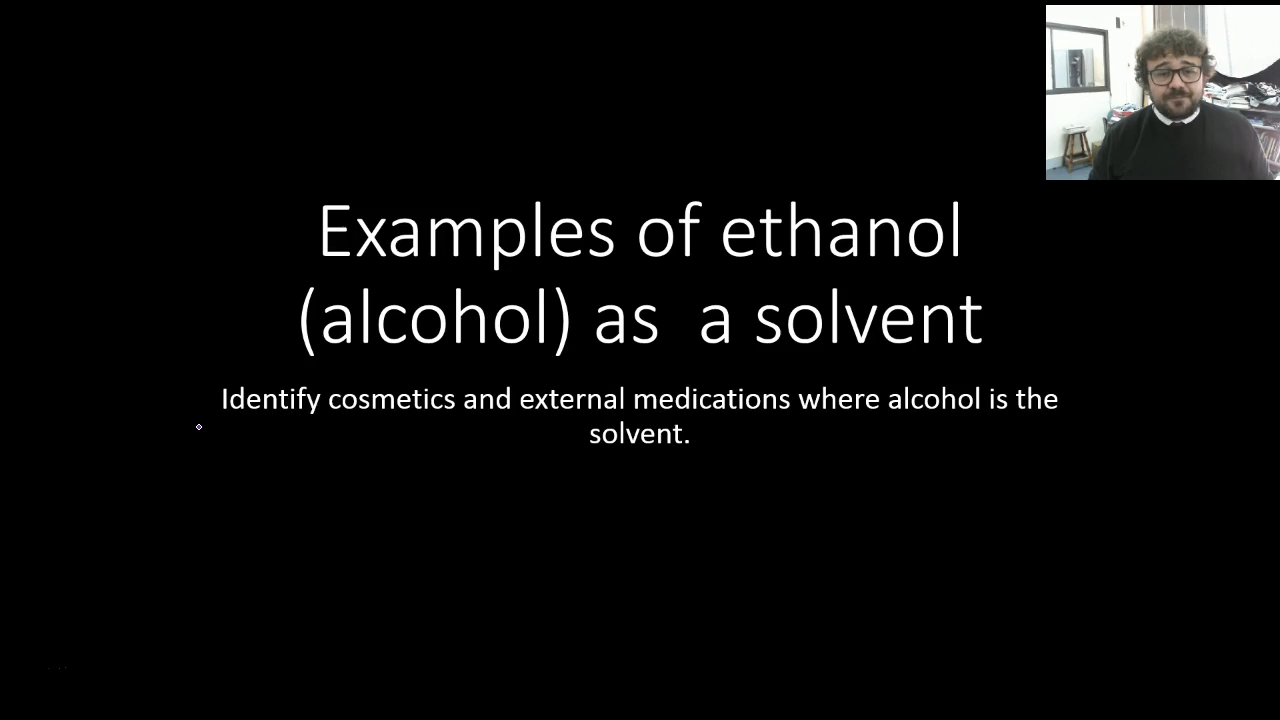 Examples of ethanol
(alcohol) as  a solvent
Identify cosmetics and external medications where alcohol is the
solvent.